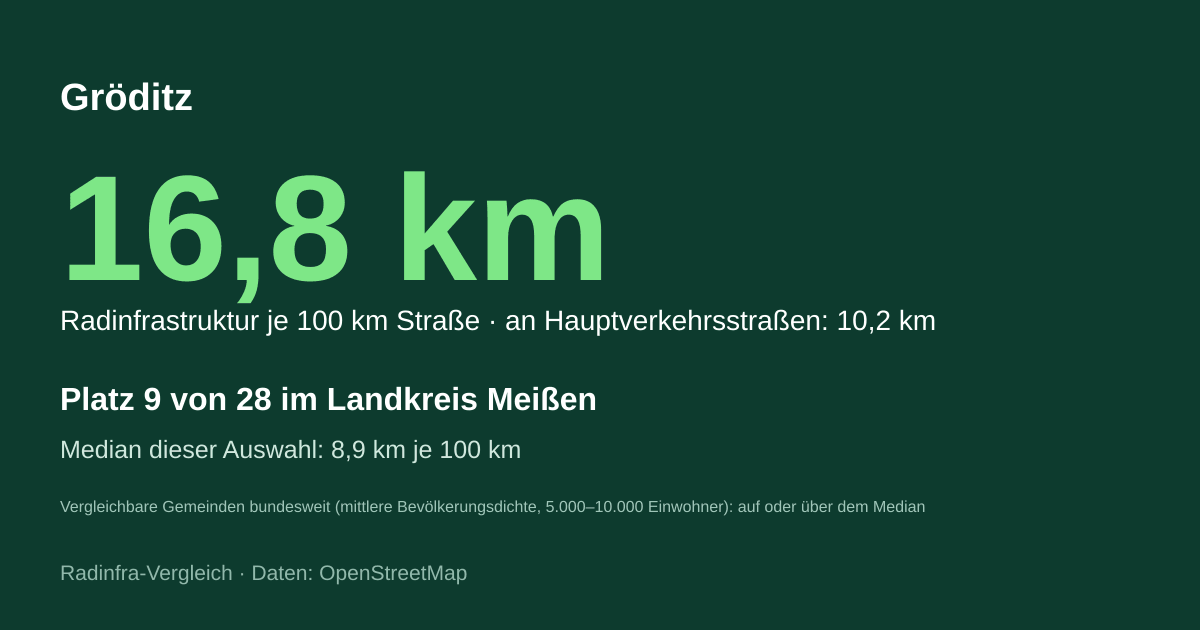 Gröditz
16,8 km
Radinfrastruktur je 100 km Straße · an Hauptverkehrsstraßen: 10,2 km
Platz 9 von 28 im Landkreis Meißen
Median dieser Auswahl: 8,9 km je 100 km
Vergleichbare Gemeinden bundesweit (mittlere Bevölkerungsdichte, 5.000–10.000 Einwohner): auf oder über dem Median
Radinfra-Vergleich · Daten: OpenStreetMap